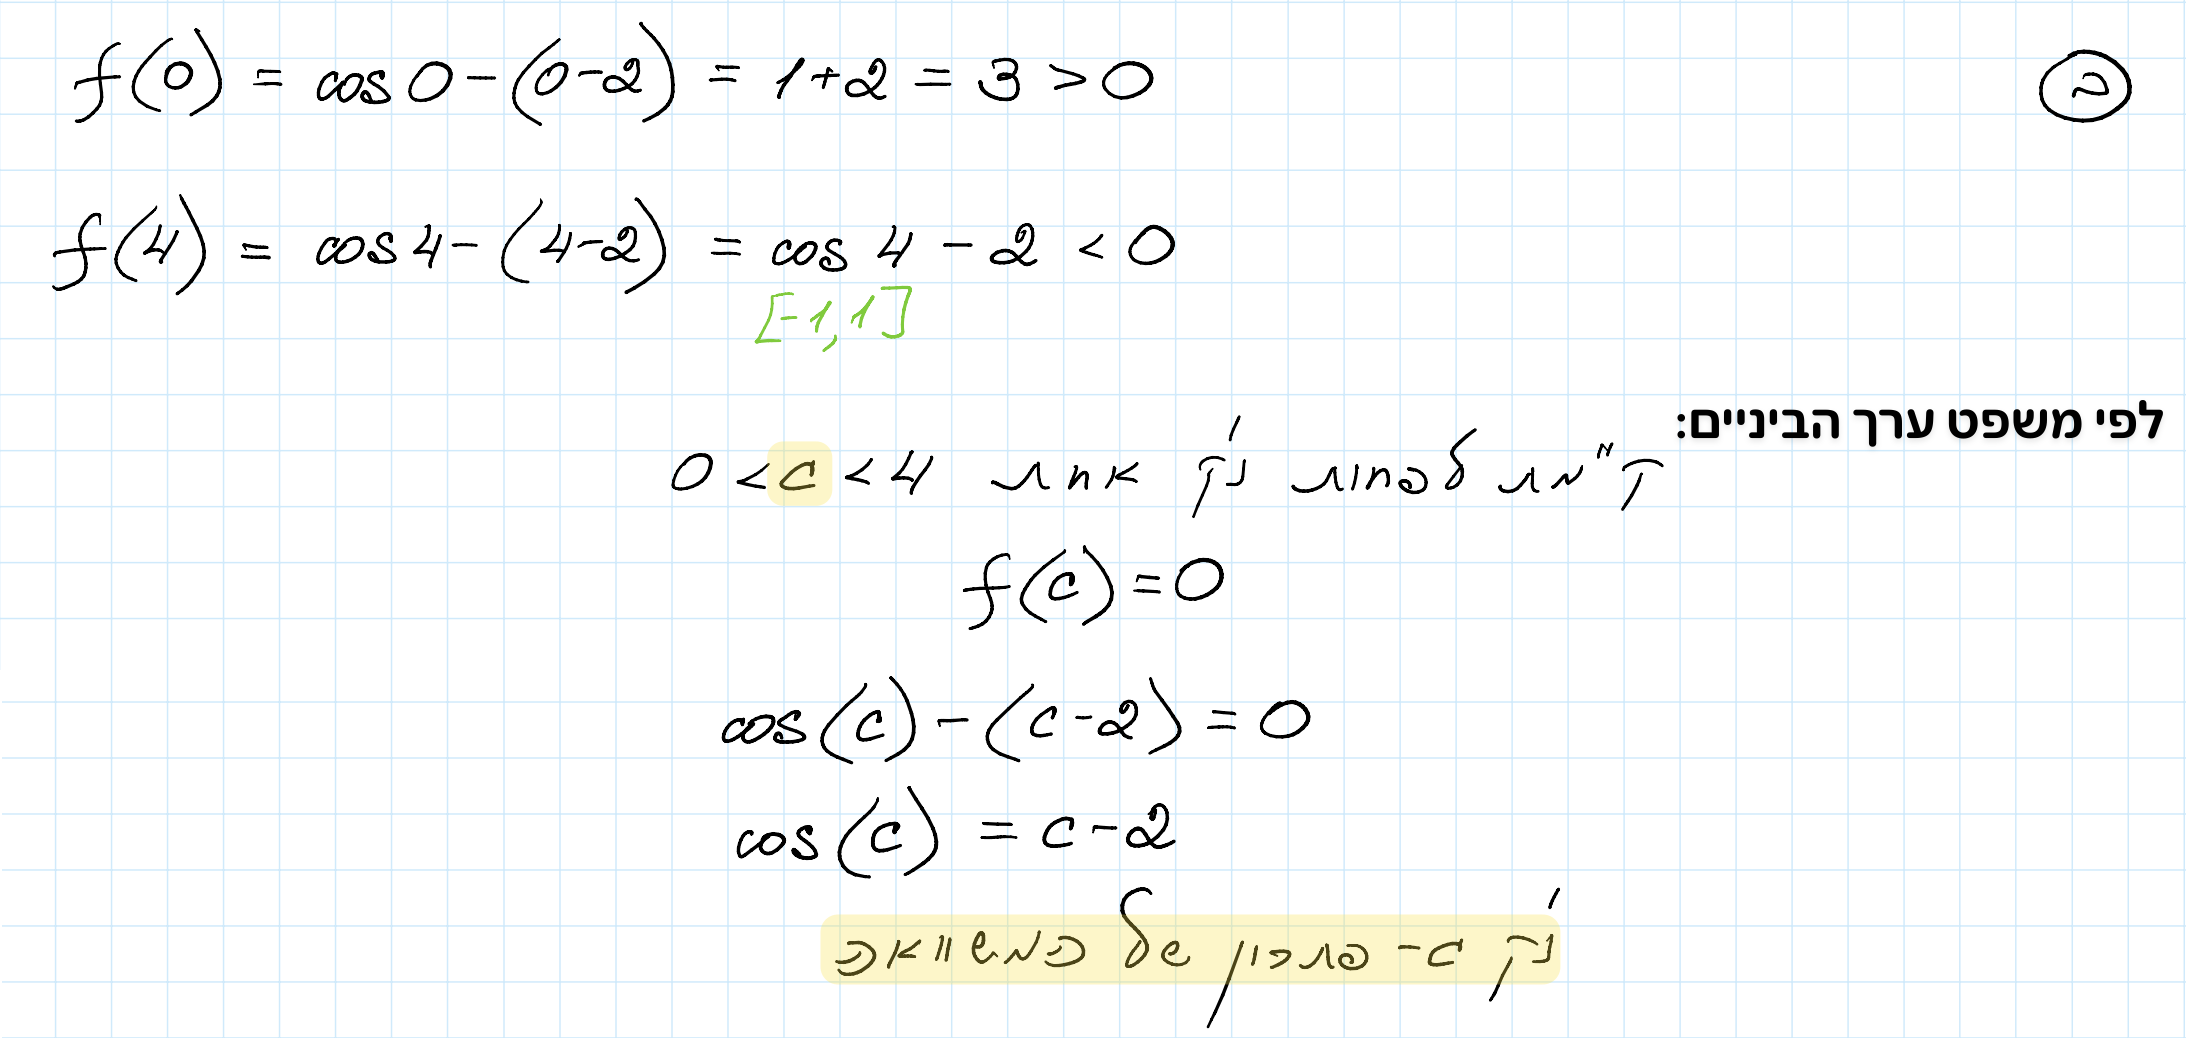 ב
f(0) = cos 0 - (0-2) = 1+2 = 3 > 0
f(4) = cos 4 - (4-2) = cos 4 - 2 < 0
[-1,1]
לפי משפט ערך הביניים:
קיימת לפחות נק' אחת 0 < c < 4
f(c) = 0
cos(c) - (c-2) = 0
cos(c) = c-2
נק' c - פתרון של המשוואה